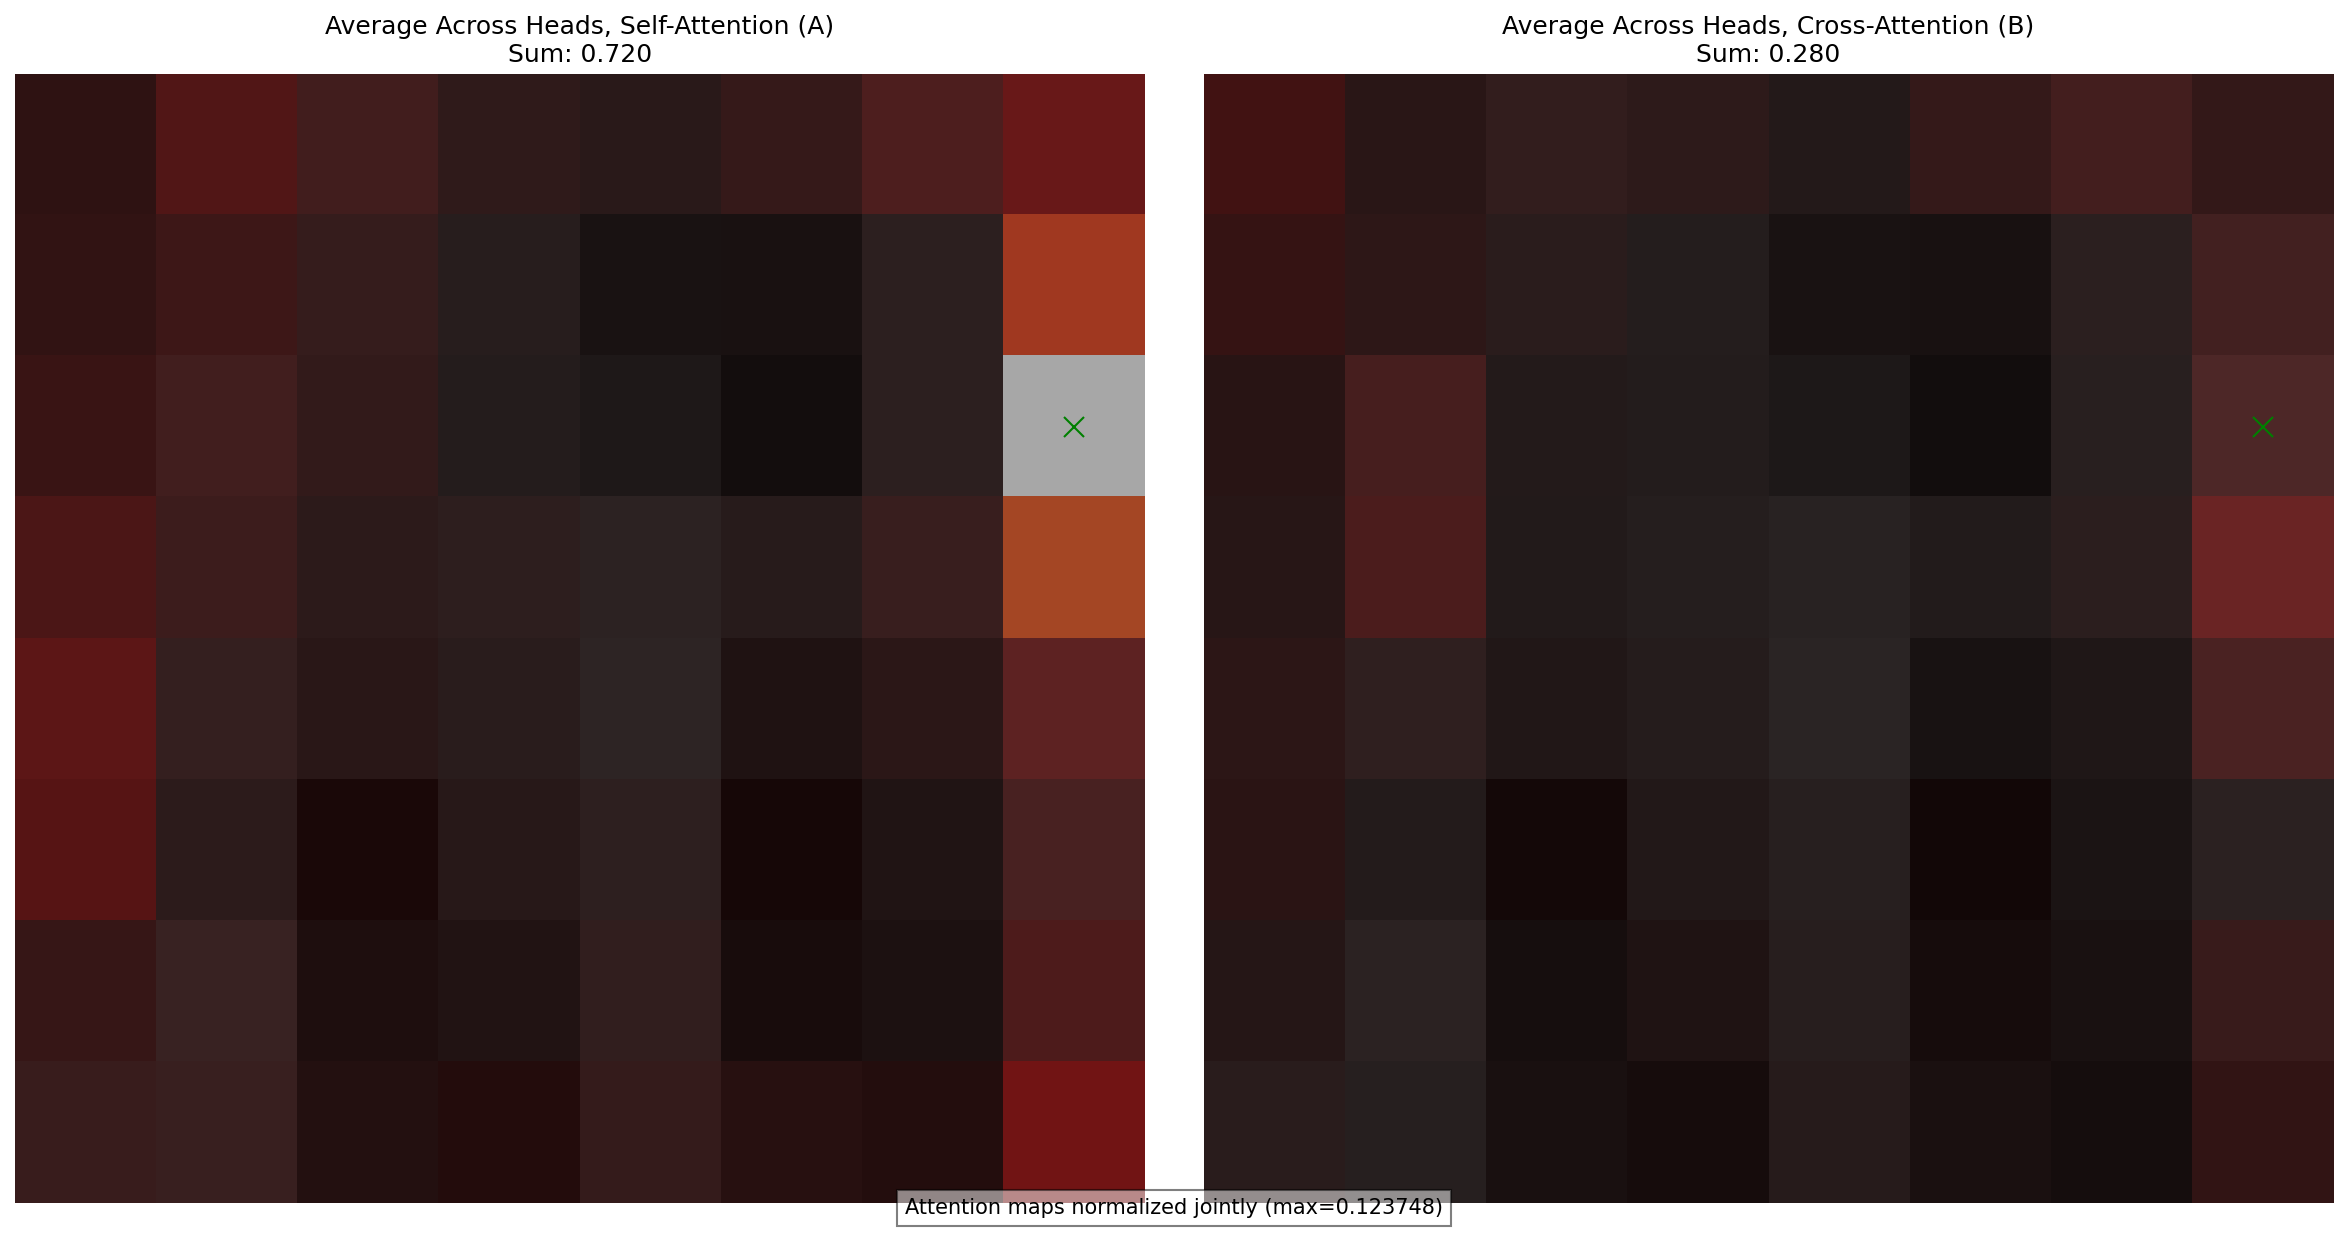 Average Across Heads, Self-Attention (A)
Sum: 0.720
Average Across Heads, Cross-Attention (B)
Sum: 0.280
Attention maps normalized jointly (max=0.123748)